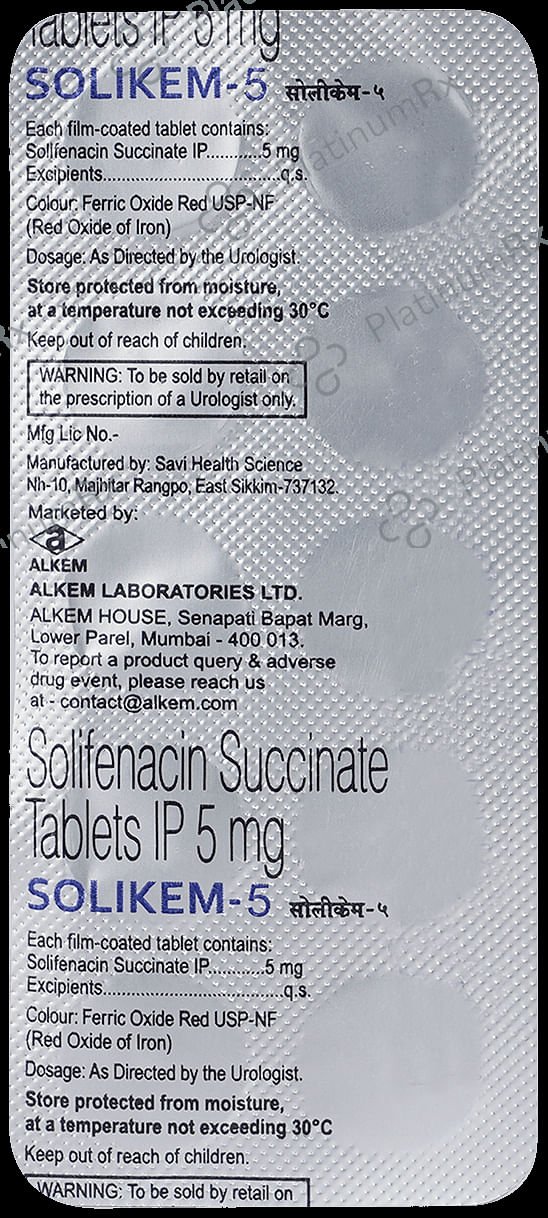 Tablets IP 5 mg
SOLIKEM-5 सोलीकेम-५
Each film-coated tablet contains:
Solifenacin Succinate IP...........5 mg
Excipients.................................q.s.
Colour: Ferric Oxide Red USP-NF
(Red Oxide of Iron)
Dosage: As Directed by the Urologist.
Store protected from moisture,
at a temperature not exceeding 30°C
Keep out of reach of children.
WARNING: To be sold by retail on
the prescription of a Urologist only.
Mfg Lic No.-
Manufactured by: Savi Health Science
Nh-10, Majhitar Rangpo, East Sikkim-737132.
Marketed by:
a
ALKEM
ALKEM LABORATORIES LTD.
ALKEM HOUSE, Senapati Bapat Marg,
Lower Parel, Mumbai - 400 013.
To report a product query & adverse
drug event, please reach us
at - contact@alkem.com
Solifenacin Succinate
Tablets IP 5 mg
SOLIKEM-5 सोलीकेम-५
Each film-coated tablet contains:
Solifenacin Succinate IP...........5 mg
Excipients.................................q.s.
Colour: Ferric Oxide Red USP-NF
(Red Oxide of Iron)
Dosage: As Directed by the Urologist.
Store protected from moisture,
at a temperature not exceeding 30°C
Keep out of reach of children.
WARNING: To be sold by retail on
PlatinumRx
PlatinumRx